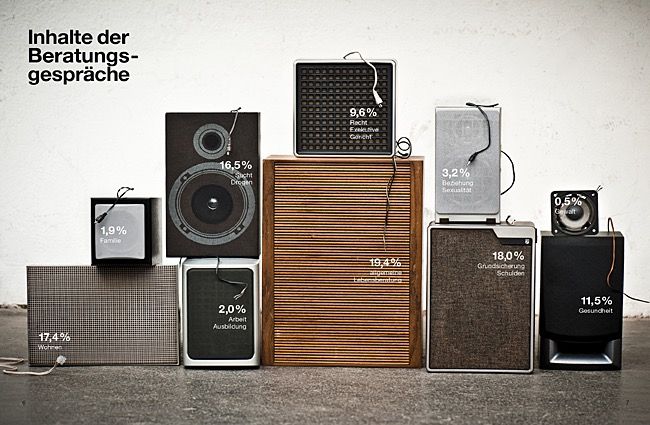 Inhalte der
Beratungs-
gespräche
9,6 %
Recht
Exekutive
Gericht
16,5 %
Sucht
Drogen
3,2 %
Beziehung
Sexualität
0,5 %
Gewalt
1,9 %
Familie
19,4 %
allgemeine
Lebensberatung
18,0 %
Grundsicherung
Schulden
2,0 %
Arbeit
Ausbildung
11,5 %
Gesundheit
17,4 %
Wohnen